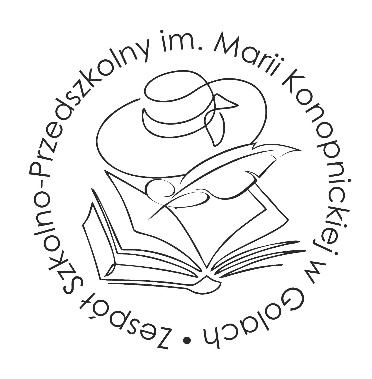 Zespół Szkolno-Przedszkolny im. Marii Konopnickiej w Golach •